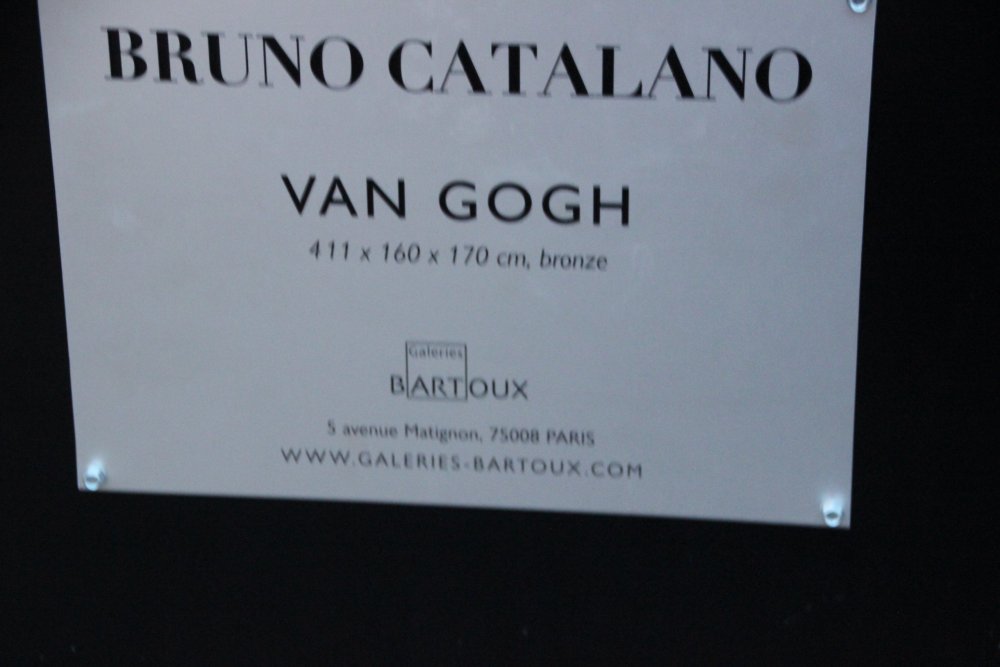 BRUNO CATALANO
VAN GOGH
411 x 160 x 170 cm, bronze
Galeries
BARTOUX
5 avenue Matignon, 75008 PARIS
WWW.GALERIES-BARTOUX.COM